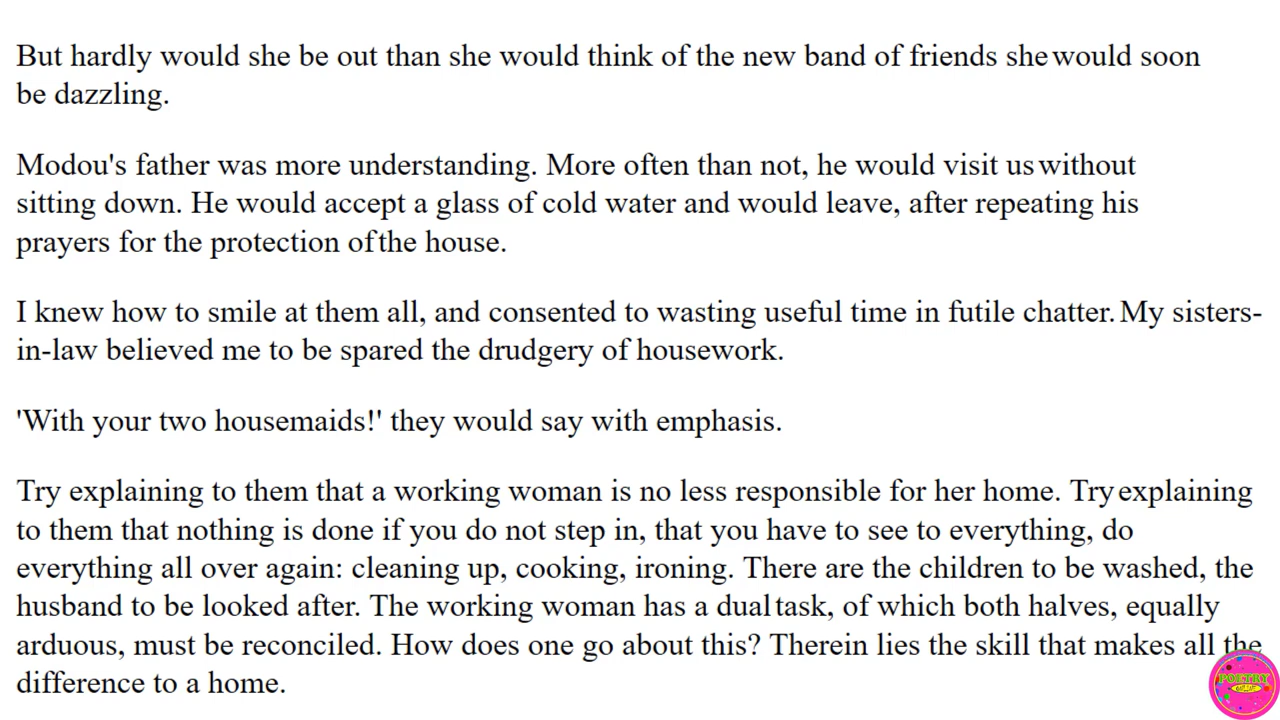 But hardly would she be out than she would think of the new band of friends she would soon
be dazzling.
Modou's father was more understanding. More often than not, he would visit us without
sitting down. He would accept a glass of cold water and would leave, after repeating his
prayers for the protection of the house.
I knew how to smile at them all, and consented to wasting useful time in futile chatter. My sisters-
in-law believed me to be spared the drudgery of housework.
'With your two housemaids!' they would say with emphasis.
Try explaining to them that a working woman is no less responsible for her home. Try explaining
to them that nothing is done if you do not step in, that you have to see to everything, do
everything all over again: cleaning up, cooking, ironing. There are the children to be washed, the
husband to be looked after. The working woman has a dual task, of which both halves, equally
arduous, must be reconciled. How does one go about this? Therein lies the skill that makes all the
difference to a home.
POETRY